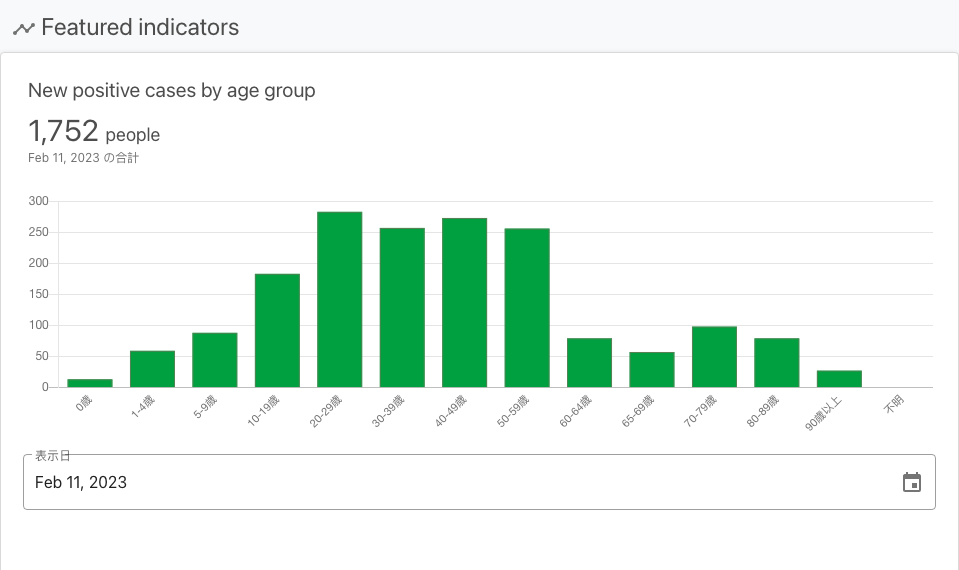 Featured indicators
New positive cases by age group
1,752 people
Feb 11, 2023 の合計
300
250
200
150
100
50
0
0歳
1-4歳
5-9歳
10-19歳
20-29歳
30-39歳
40-49歳
50-59歳
60-64歳
65-69歳
70-79歳
80-89歳
90歳以上
不明
表示日
Feb 11, 2023